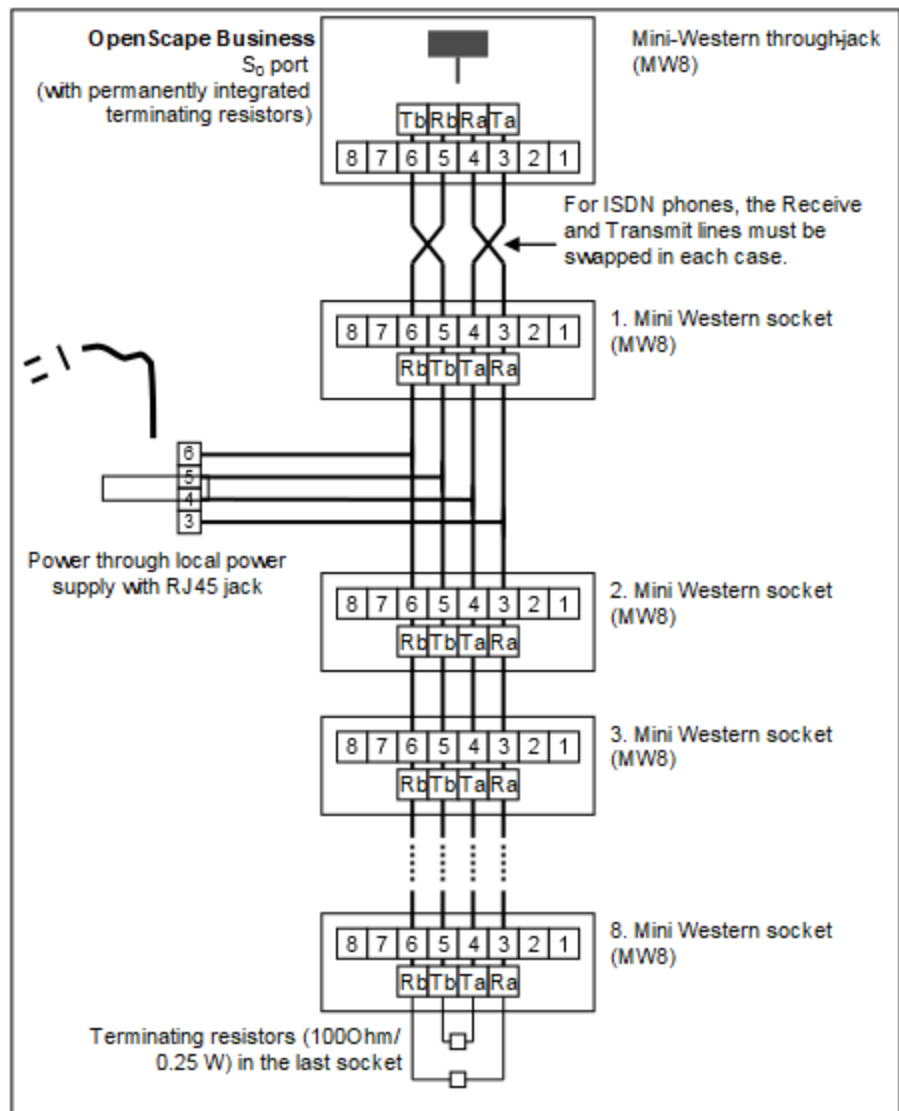 OpenScape Business
S₀ port
(with permanently integrated
terminating resistors)
Mini-Western through-jack
(MW8)
Tb Rb Ra Ta
8 7 6 5 4 3 2 1
For ISDN phones, the Receive
and Transmit lines must be
swapped in each case.
8 7 6 5 4 3 2 1
Rb Tb Ta Ra
1. Mini Western socket
(MW8)
6
5
4
3
Power through local power
supply with RJ45 jack
8 7 6 5 4 3 2 1
Rb Tb Ta Ra
2. Mini Western socket
(MW8)
8 7 6 5 4 3 2 1
Rb Tb Ta Ra
3. Mini Western socket
(MW8)
8 7 6 5 4 3 2 1
Rb Tb Ta Ra
8. Mini Western socket
(MW8)
Terminating resistors (100Ohm/
0.25 W) in the last socket